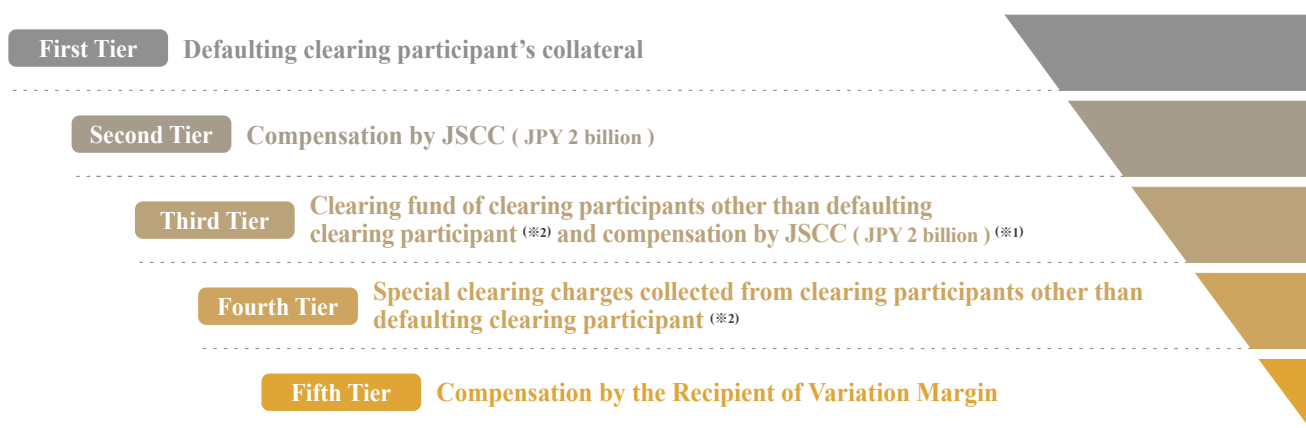 First Tier Defaulting clearing participant’s collateral
Second Tier Compensation by JSCC ( JPY 2 billion )
Third Tier Clearing fund of clearing participants other than defaulting
clearing participant (※2) and compensation by JSCC ( JPY 2 billion ) (※1)
Fourth Tier Special clearing charges collected from clearing participants other than
defaulting clearing participant (※2)
Fifth Tier Compensation by the Recipient of Variation Margin